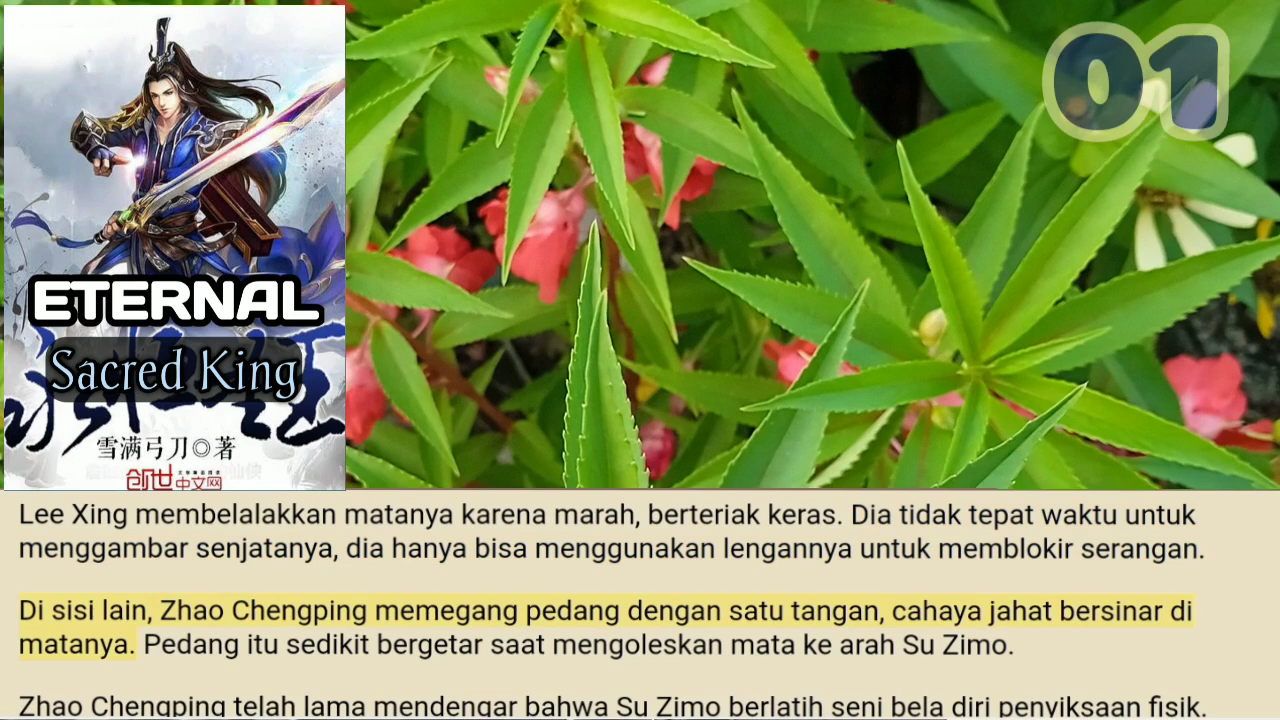 01
ETERNAL
Sacred King
永恒圣王
雪满弓刀◎著
创世中文网
Lee Xing membelalakkan matanya karena marah, berteriak keras. Dia tidak tepat waktu untuk
menggambar senjatanya, dia hanya bisa menggunakan lengannya untuk memblokir serangan.
Di sisi lain, Zhao Chengping memegang pedang dengan satu tangan, cahaya jahat bersinar di
matanya. Pedang itu sedikit bergetar saat mengoleskan mata ke arah Su Zimo.
Zhao Chengping telah lama mendengar bahwa Su Zimo berlatih seni bela diri penyiksaan fisik.